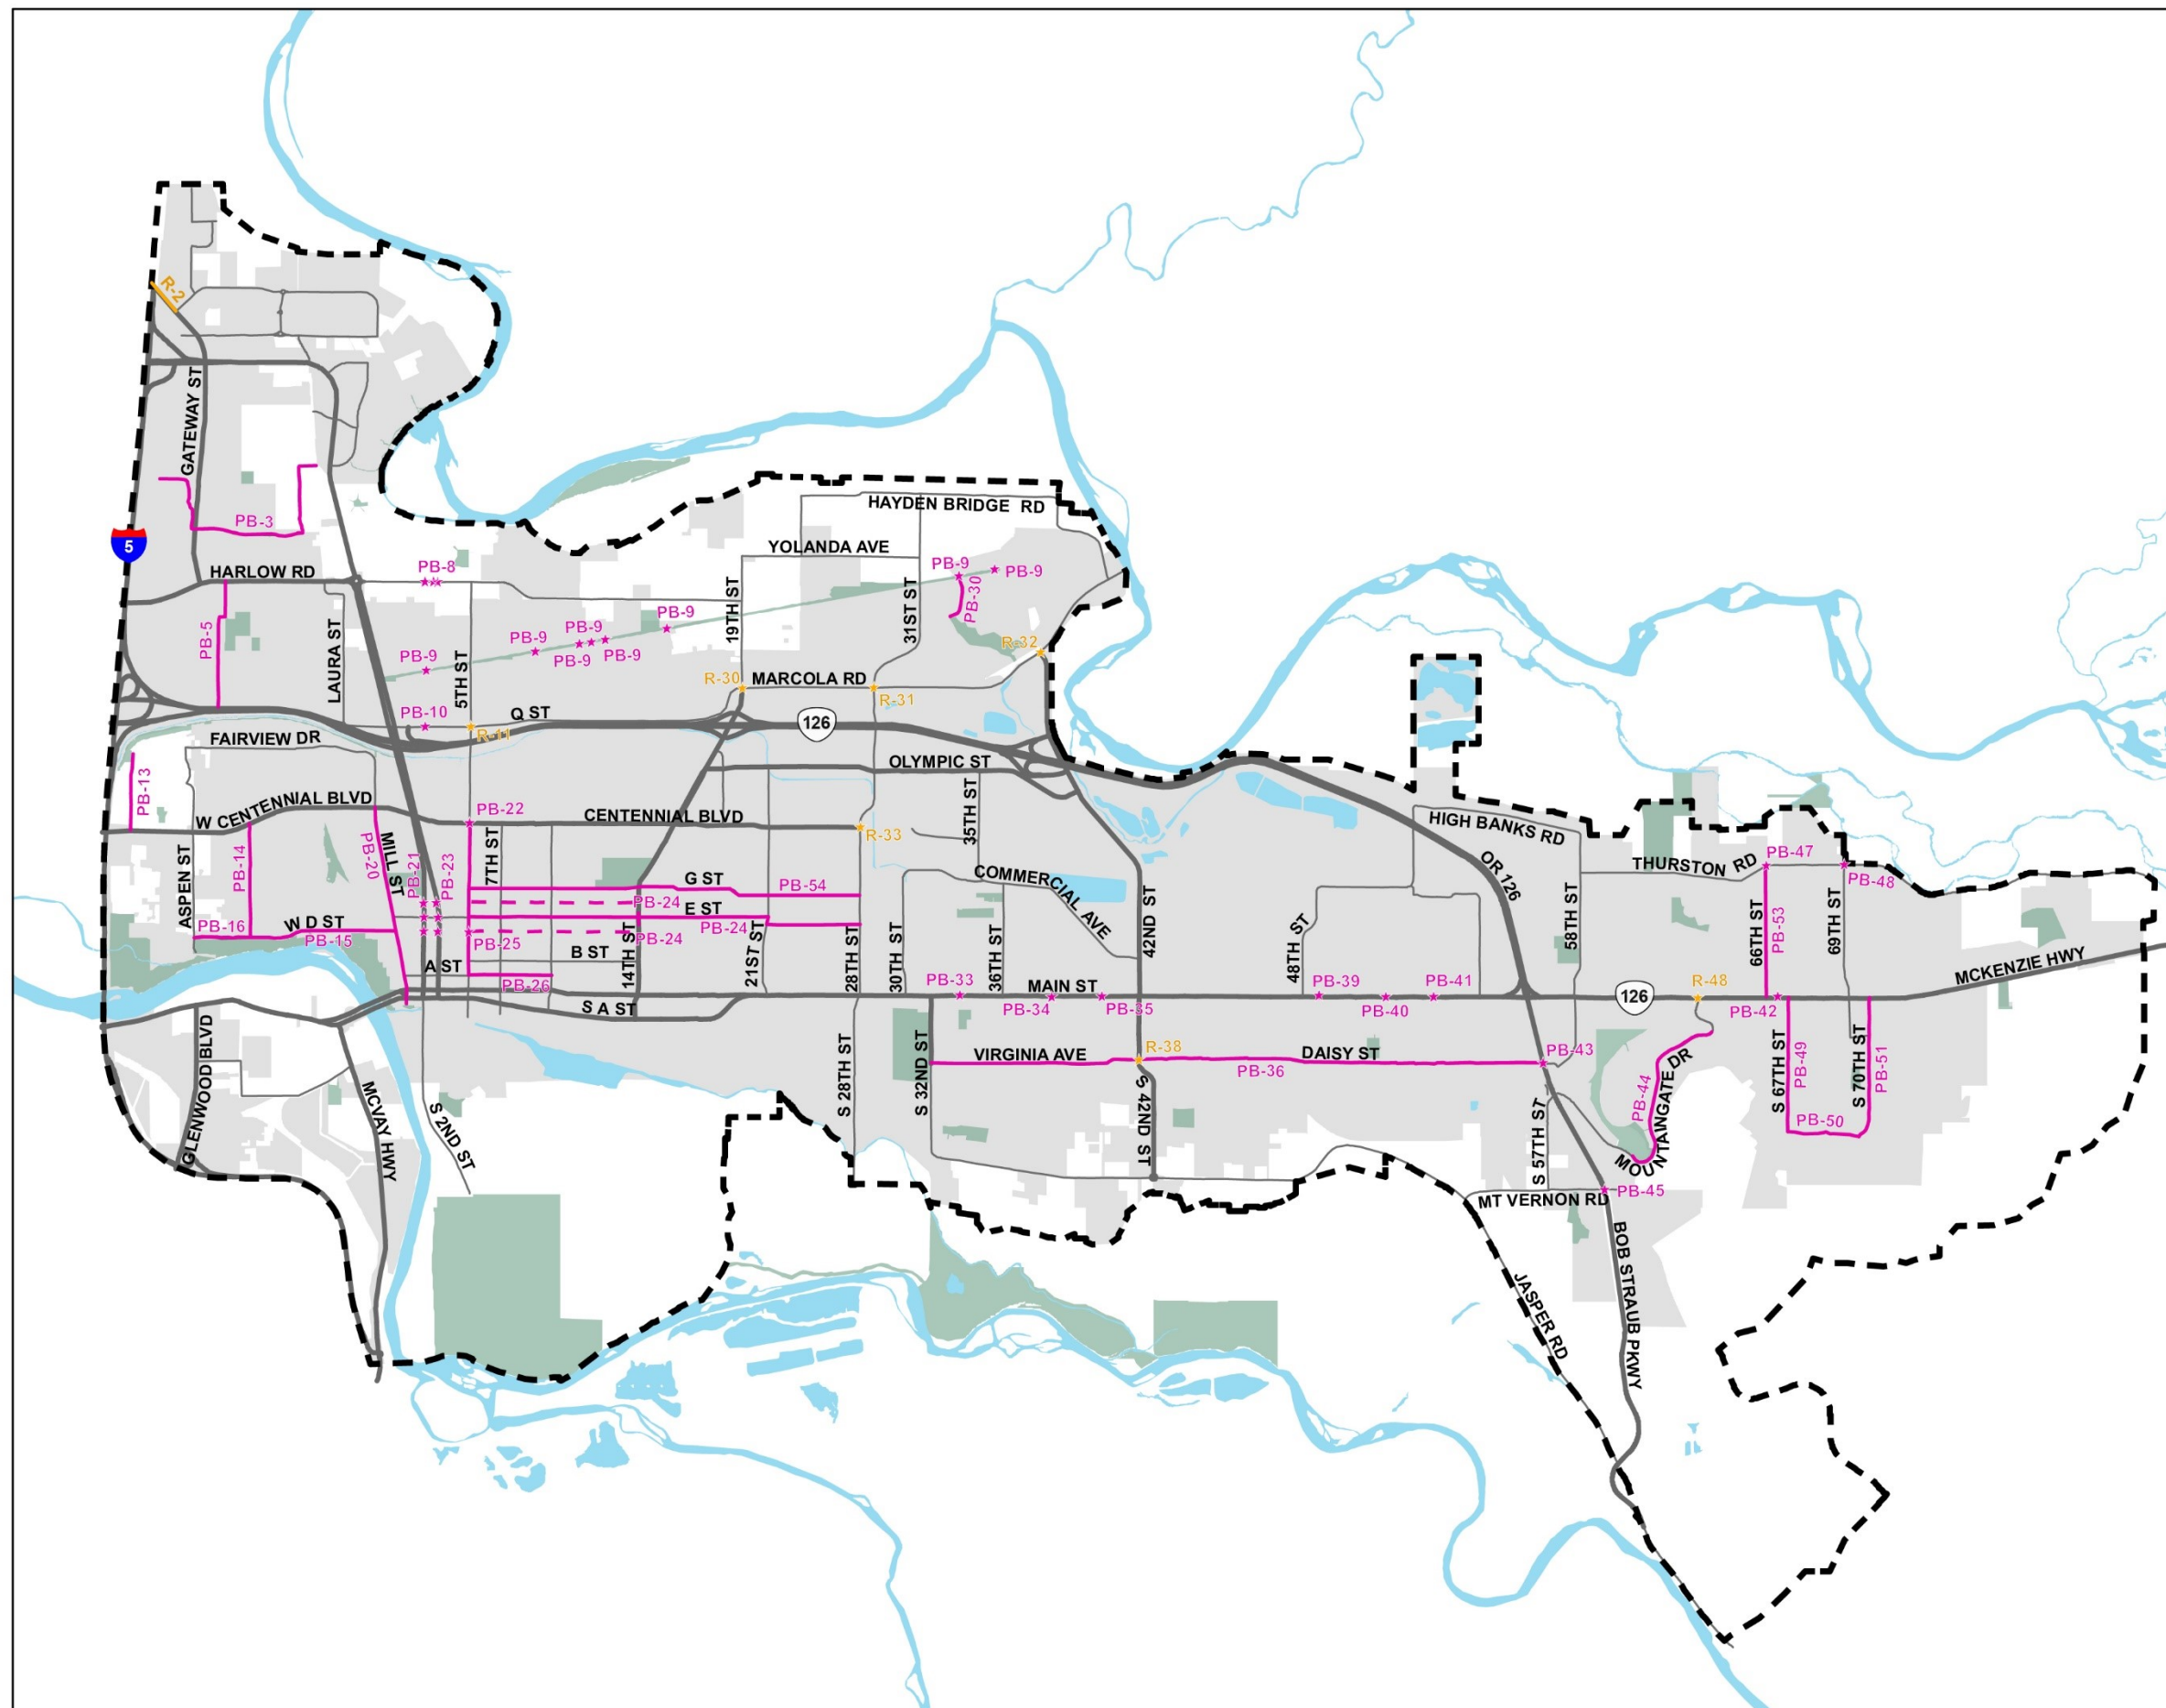 R-2
GATEWAY ST
PB-3
5
HAYDEN BRIDGE RD
YOLANDA AVE
HARLOW RD
PB-8
PB-9
PB-9
PB-30
19TH ST
31ST ST
PB-5
LAURA ST
5TH ST
PB-9
PB-9
PB-9
PB-9
PB-9
PB-9
R-32
R-30
MARCOLA RD
R-31
PB-10
Q ST
R-11
126
FAIRVIEW DR
OLYMPIC ST
PB-13
W CENTENNIAL BLVD
PB-22
CENTENNIAL BLVD
R-33
35TH ST
HIGH BANKS RD
OR 126
THURSTON RD
PB-47
PB-48
ASPEN ST
PB-14
PB-20
MILL ST
PB-21
PB-23
7TH ST
G ST
PB-54
COMMERCIAL AVE
42ND ST
58TH ST
66TH ST
PB-53
69TH ST
PB-24
E ST
PB-16
W D ST
PB-15
PB-25
14TH ST
PB-24
PB-24
21ST ST
28TH ST
30TH ST
36TH ST
48TH ST
B ST
A ST
PB-26
S A ST
PB-33
MAIN ST
PB-34
PB-35
PB-39
PB-40
PB-41
126
R-48
PB-42
MCKENZIE HWY
GLENWOOD BLVD
MCVAY HWY
S 2ND ST
S 28TH ST
S 32ND ST
VIRGINIA AVE
R-38
DAISY ST
PB-36
PB-43
S 42ND ST
S 57TH ST
PB-44
MOUNTAINGATE DR
S 67TH ST
PB-49
PB-50
S 70TH ST
PB-51
MT VERNON RD
PB-45
JASPER RD
BOB STRAUB PKWY